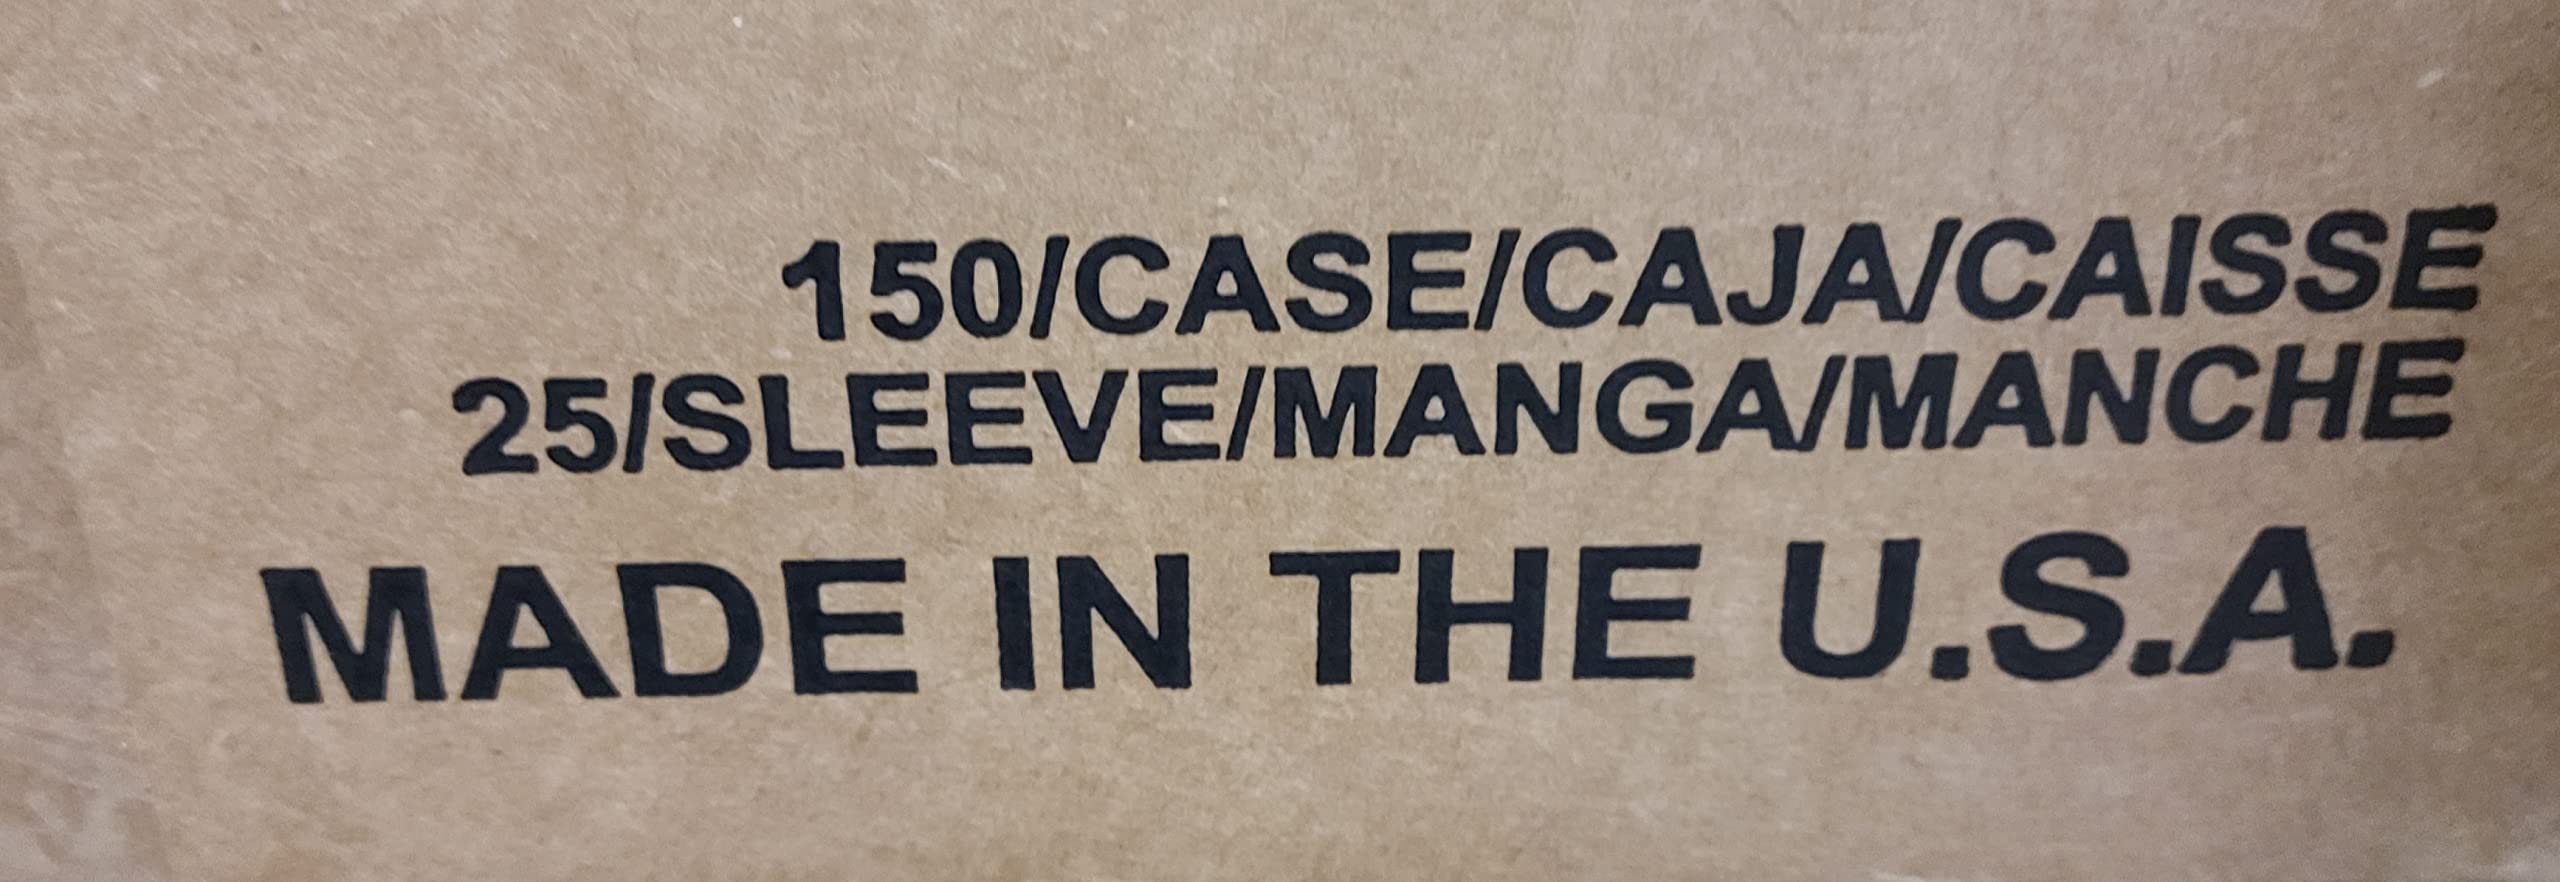 150/CASE/CAJA/CAISSE
25/SLEEVE/MANGA/MANCHE
MADE IN THE U.S.A.